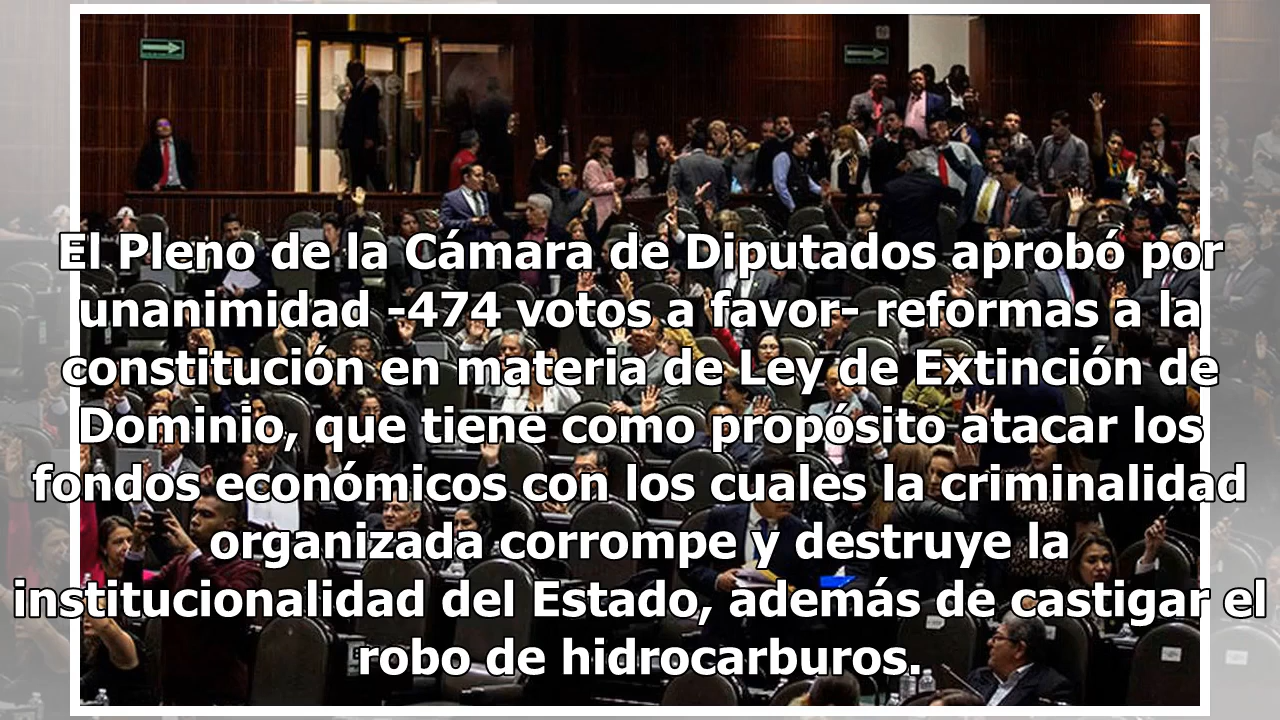 El Pleno de la Cámara de Diputados aprobó por
unanimidad -474 votos a favor- reformas a la
constitución en materia de Ley de Extinción de
Dominio, que tiene como propósito atacar los
fondos económicos con los cuales la criminalidad
organizada corrompe y destruye la
institucionalidad del Estado, además de castigar el
robo de hidrocarburos.